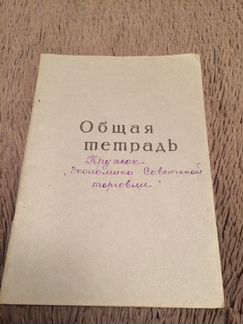 Общая
тетрадь
Кружок
„Экономика Советской
торговли"